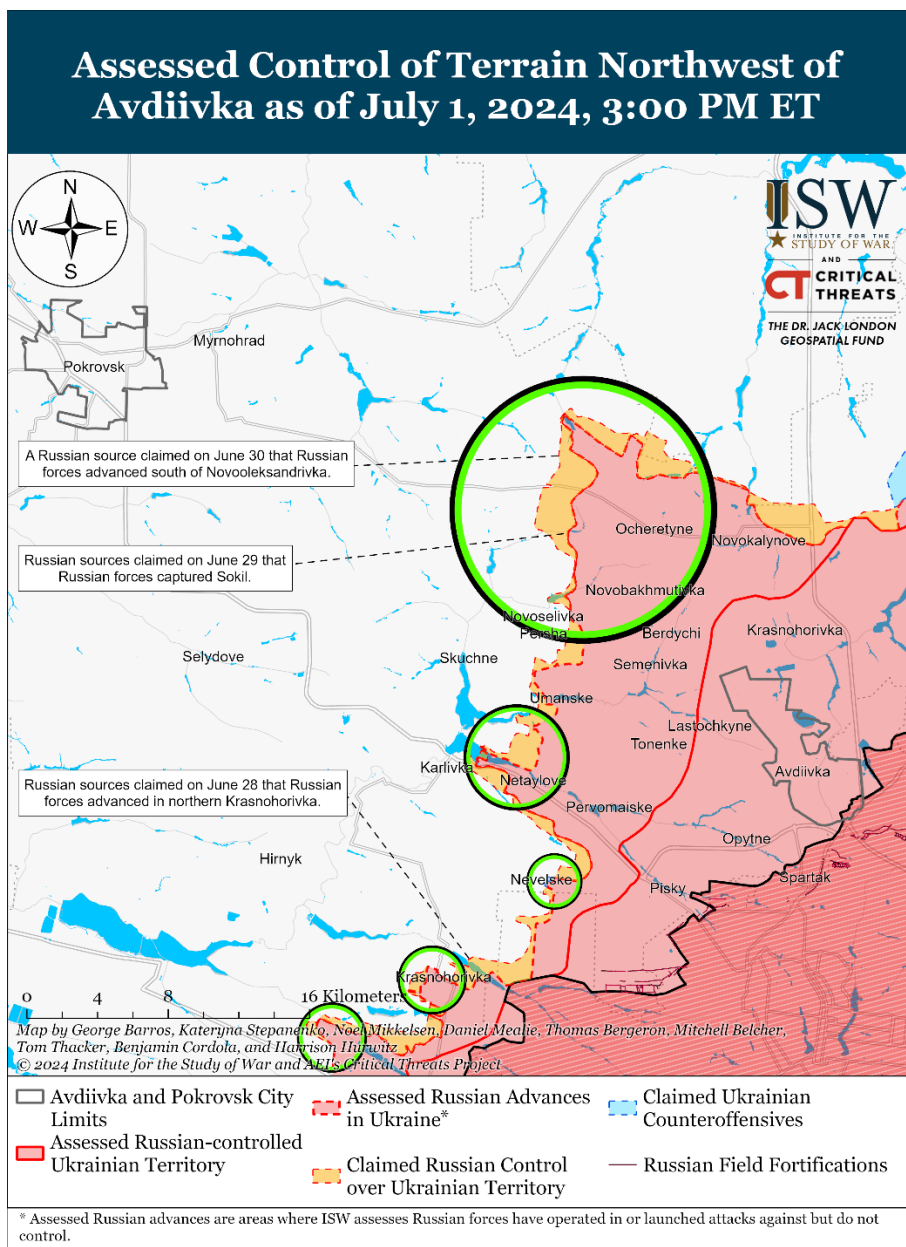 Assessed Control of Terrain Northwest of
Avdiivka as of July 1, 2024, 3:00 PM ET
N
W
E
S
ISW
INSTITUTE FOR THE
STUDY OF WAR
AND
CT CRITICAL
THREATS
THE DR. JACK LONDON
GEOSPATIAL FUND
Myrnohrad
Pokrovsk
A Russian source claimed on June 30 that Russian
forces advanced south of Novooleksandrivka.
Ocheretyne
Novokalynove
Russian sources claimed on June 29 that
Russian forces captured Sokil.
Novobakhmutivka
Novoselivka
Persha
Berdychi
Krasnohorivka
Selydove
Skuchne
Semenivka
Umanske
Lastochkyne
Tonenke
Karlivka
Netaylove
Avdiivka
Russian sources claimed on June 28 that Russian
forces advanced in northern Krasnohorivka.
Pervomaiske
Opytne
Hirnyk
Nevelske
Pisky
Spartak
Krasnohorivka
0
4
8
16 Kilometers
Map by George Barros, Kateryna Stepanenko, Noel Mikkelsen, Daniel Mealie, Thomas Bergeron, Mitchell Belcher,
Tom Thacker, Benjamin Cordola, and Harrison Hurwitz
© 2024 Institute for the Study of War and AEI's Critical Threats Project
Avdiivka and Pokrovsk City
Limits
Assessed Russian-controlled
Ukrainian Territory
Assessed Russian Advances
in Ukraine*
Claimed Russian Control
over Ukrainian Territory
Claimed Ukrainian
Counteroffensives
Russian Field Fortifications
* Assessed Russian advances are areas where ISW assesses Russian forces have operated in or launched attacks against but do not
control.